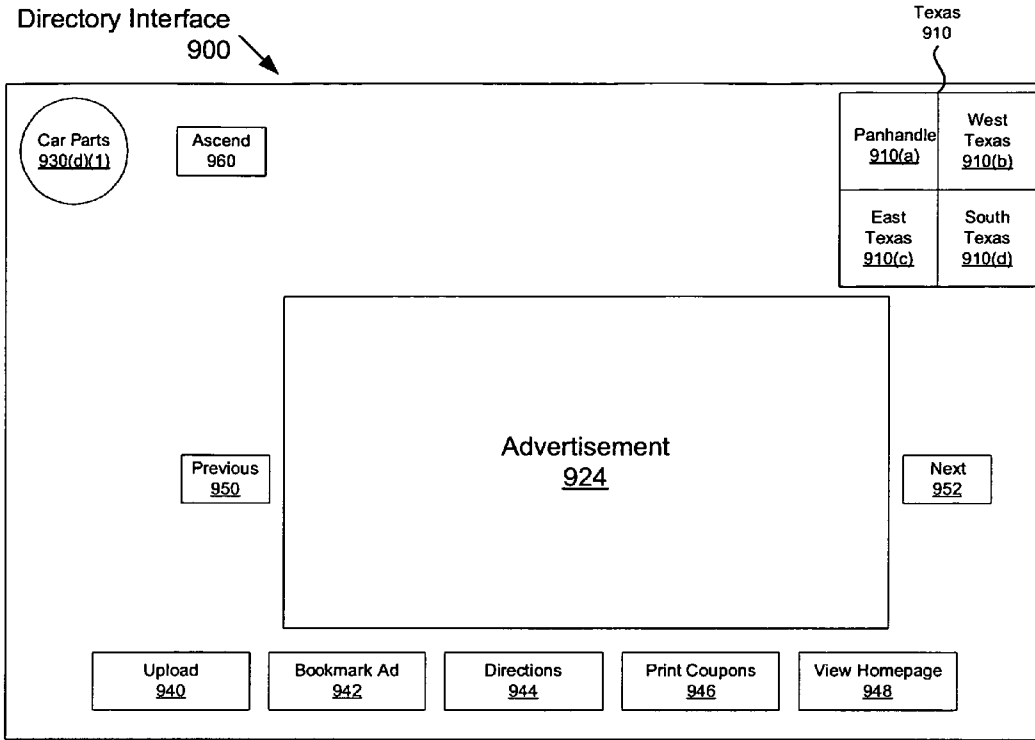 Directory Interface
900
Texas
910
Car Parts
930(d)(1)
Ascend
960
Panhandle
910(a)
West
Texas
910(b)
East
Texas
910(c)
South
Texas
910(d)
Advertisement
924
Previous
950
Next
952
Upload
940
Bookmark Ad
942
Directions
944
Print Coupons
946
View Homepage
948